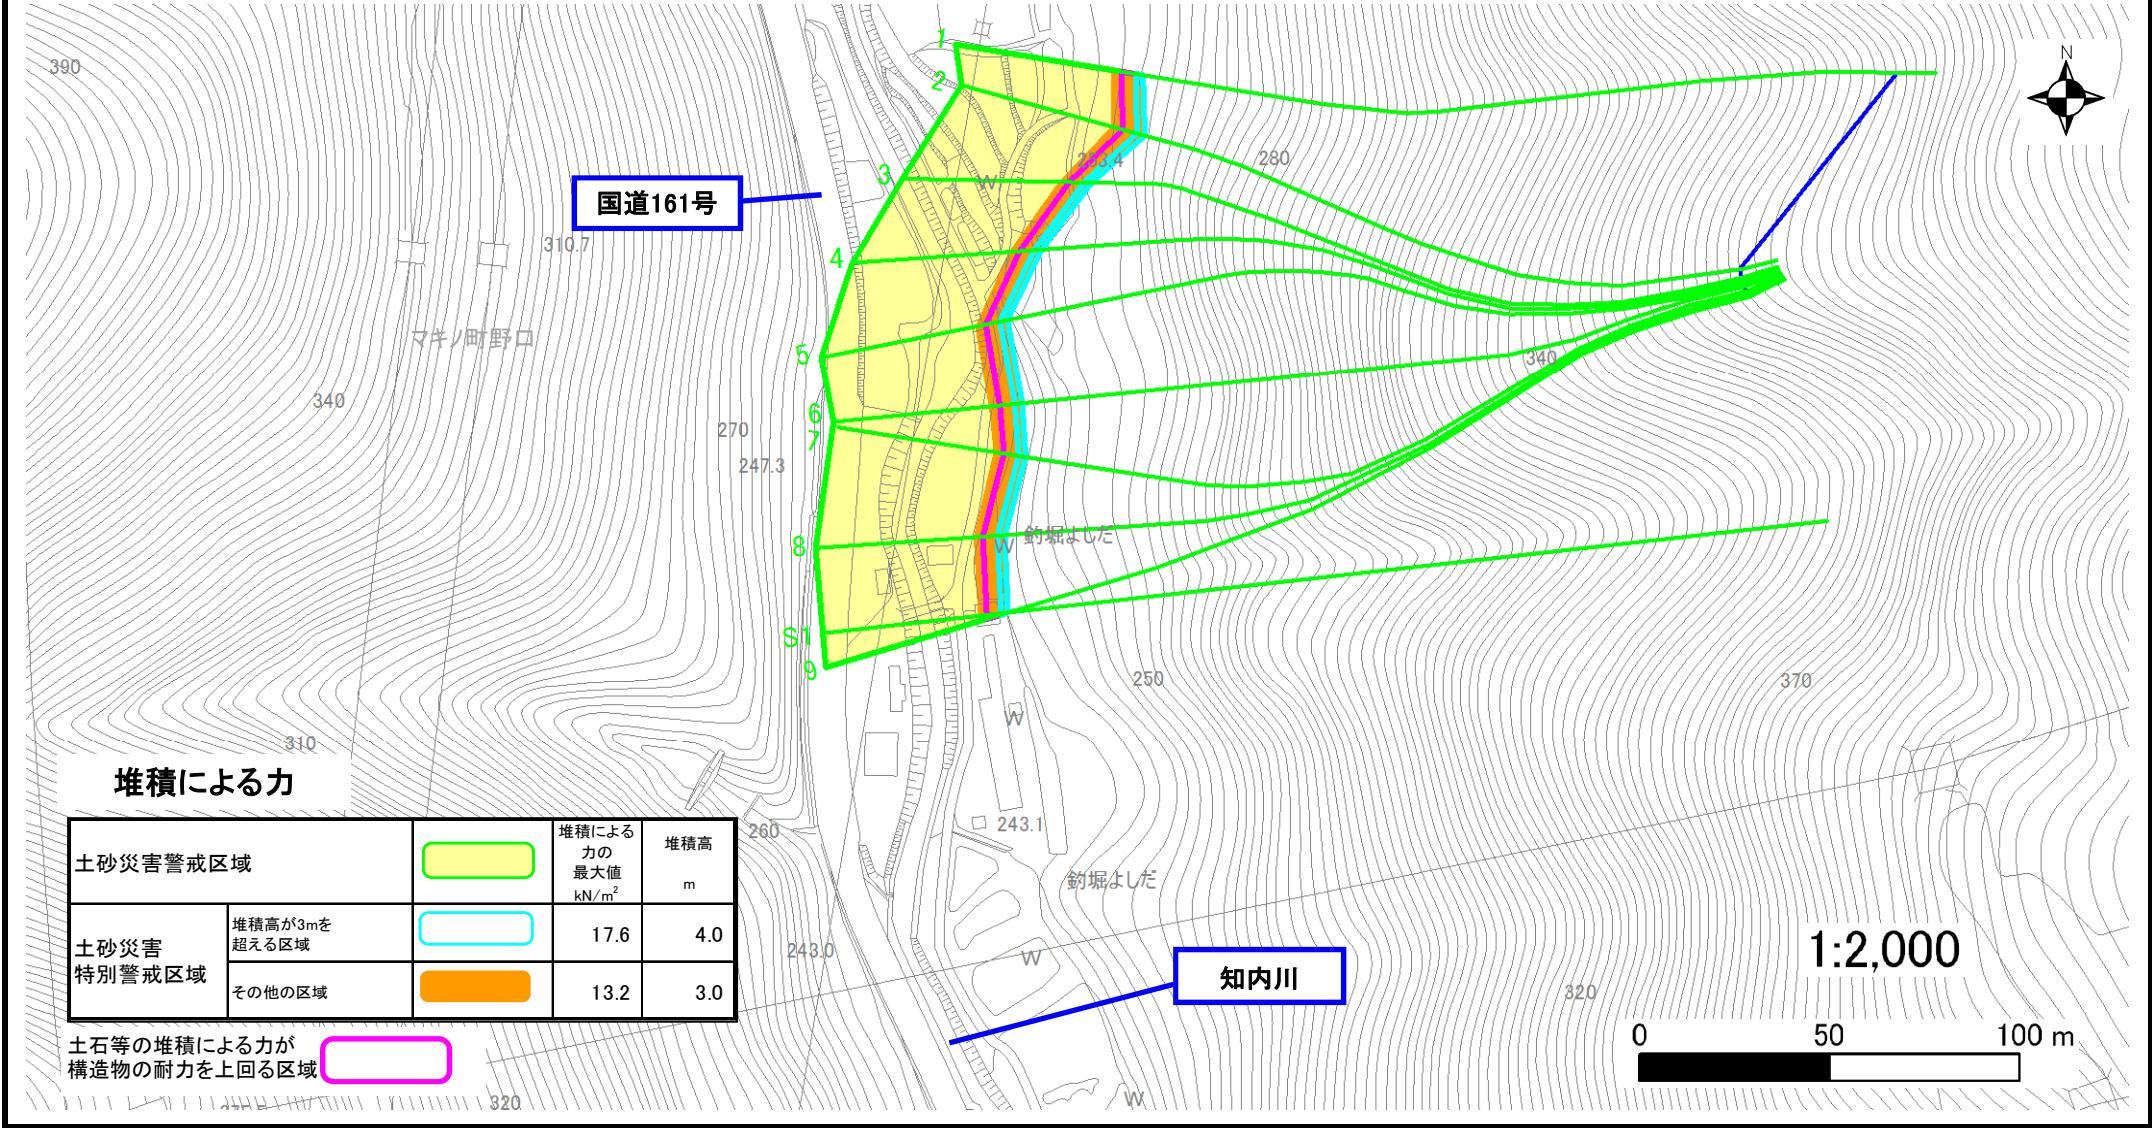 390
1
2
N
253.4
280
3
W
国道161号
310.7
4
マキノ町野口
5
340
340
6
270
7
247.3
釣堀よしだ
8
W
S1
9
250
370
W
310
堆積による力
260
243.1
土砂災害警戒区域
堆積による
力の
最大値
kN/m²
堆積高
m
土砂災害
特別警戒区域
堆積高が3mを
超える区域
17.6
4.0
その他の区域
13.2
3.0
釣堀よしだ
243.0
W
知内川
1:2,000
320
土石等の堆積による力が
構造物の耐力を上回る区域
0 50 100 m
320
W